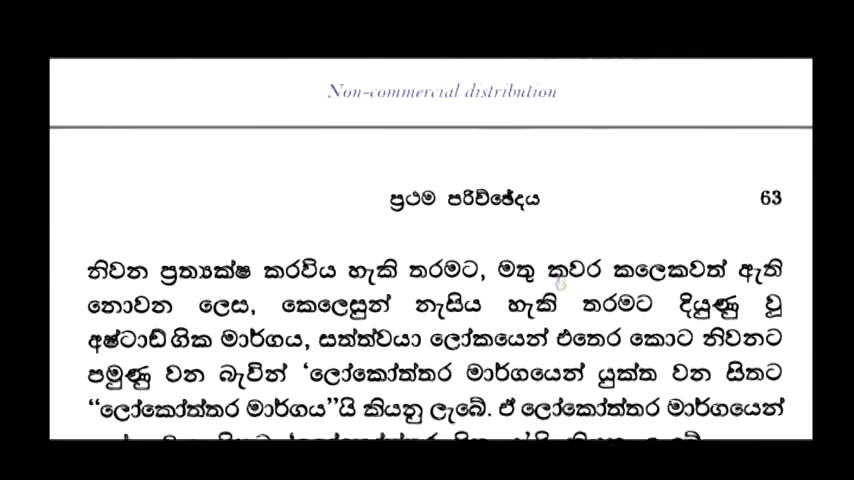 Non-commercial distribution
ප්‍රථම පරිච්ඡේදය 63
නිවන ප්‍රත්‍යක්ෂ කරවිය හැකි තරමට, මතු කවර කලෙකවත් ඇති
නොවන ලෙස, කෙලෙසුන් නැසිය හැකි තරමට දියුණු වූ
අෂ්ටාඞ්ගික මාර්ගය, සත්ත්වයා ලෝකයෙන් එතෙර කොට නිවනට
පමුණු වන බැවින් ‘ලෝකෝත්තර මාර්ගයෙන් යුක්ත වන සිතට
“ලෝකෝත්තර මාර්ගය”යි කියනු ලැබේ. ඒ ලෝකෝත්තර මාර්ගයෙන්